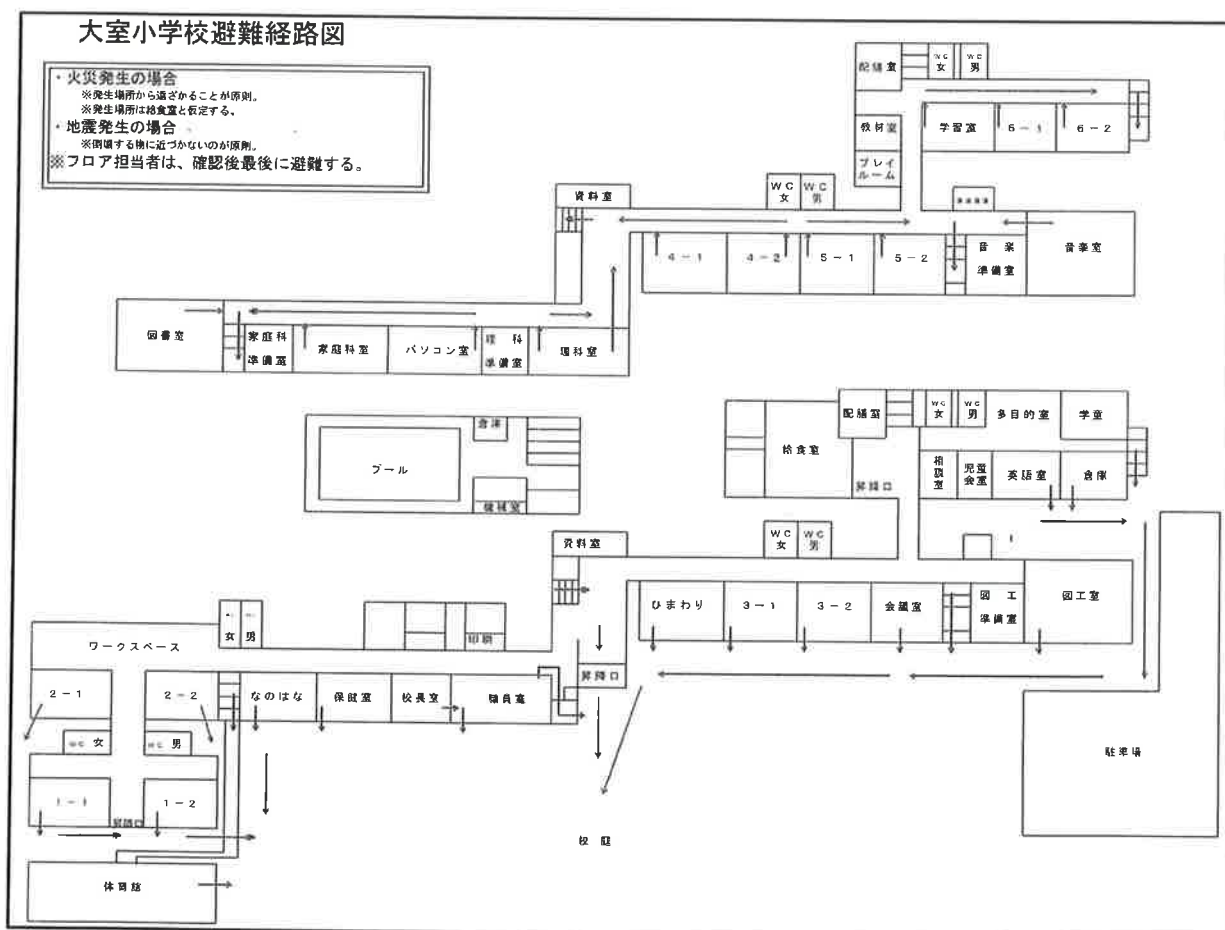 大室小学校避難経路図
・火災発生の場合
※発生場所から遠ざかることが原則。
※発生場所は給食室と仮定する。
・地震発生の場合
※倒壊する物に近づかないのが原則。
※フロア担当者は、確認後最後に避難する。
配膳室
WC 女
WC 男
教材室
学習室
6-1
6-2
プレイルーム
資料室
WC 女
WC 男
4-1
4-2
5-1
5-2
音楽準備室
音楽室
図書室
家庭科準備室
家庭科室
パソコン室
理科準備室
理科室
プール
倉庫
機械室
給食室
配膳室
WC 女
WC 男
多目的室
学童
昇降口
相談室
児童会室
英語室
倉庫
資料室
WC 女
WC 男
ひまわり
3-1
3-2
会議室
図工準備室
図工室
女
男
印刷
ワークスペース
昇降口
2-1
2-2
なのはな
保健室
校長室
職員室
WC 女
WC 男
1-1
1-2
昇降口
駐車場
校庭
体育館